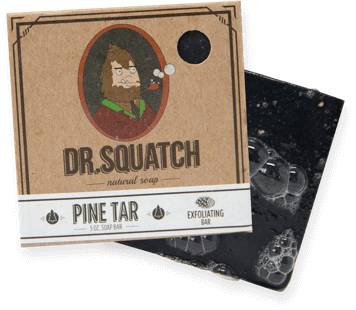 DR.SQUATCH
natural soap
PINE TAR
5 OZ. SOAP BAR
EXFOLIATING
BAR